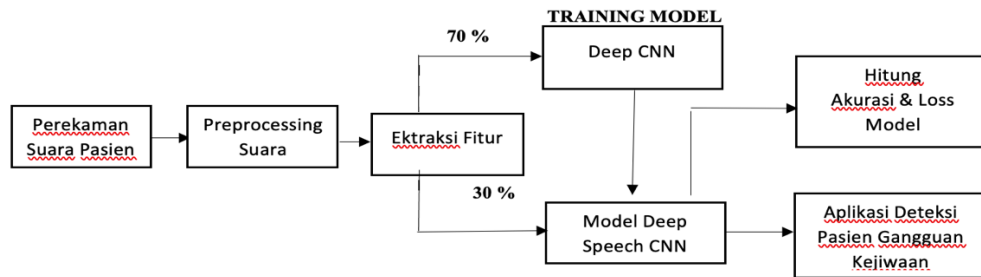 TRAINING MODEL
70 %
Deep CNN
Hitung
Akurasi & Loss
Model
Perekaman
Suara Pasien
Preprocessing
Suara
Ektraksi Fitur
30 %
Model Deep
Speech CNN
Aplikasi Deteksi
Pasien Gangguan
Kejiwaan